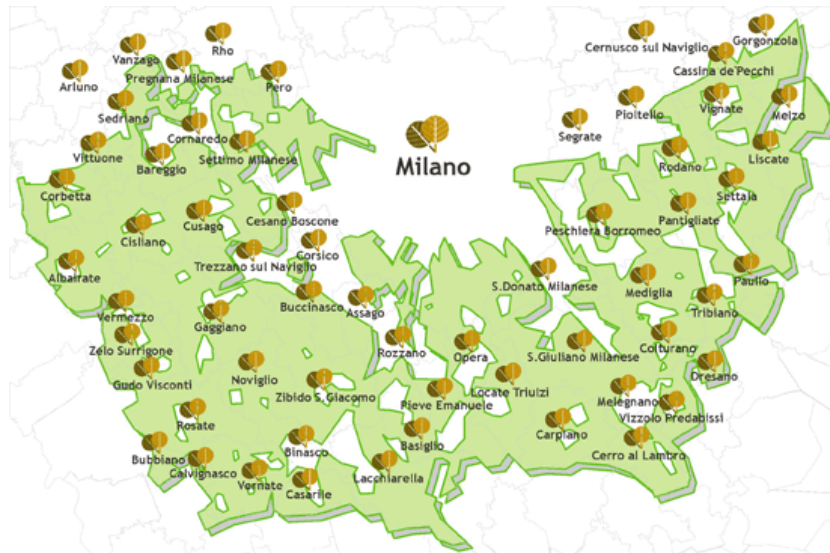 Gorgonzola
Rho
Cernusco sul Naviglio
Vanzago
Cassina de'Pecchi
Pregnana Milanese
Arluno
Pero
Vignate
Melzo
Pioltello
Sedriano
Segrate
Cornaredo
Milano
Vittuone
Settimo Milanese
Liscate
Bareggio
Rodano
Corbetta
Settala
Cesano Boscone
Cusago
Pantigliate
Peschiera Borromeo
Cisliano
Corsico
Trezzano sul Naviglio
Albairate
Paullo
S.Donato Milanese
Mediglia
Buccinasco
Assago
Tribiano
Vermezzo
Gaggiano
Zelo Surrigone
Rozzano
Opera
S.Giuliano Milanese
Colturano
Gudo Visconti
Noviglio
Dresano
Zibido S.Giacomo
Pieve Emanuele
Locate Triulzi
Melegnano
Vizzolo Predabissi
Rosate
Basiglio
Carpiano
Binasco
Bubbiano
Cerro al Lambro
Calvignasco
Lacchiarella
Vernate
Casarile